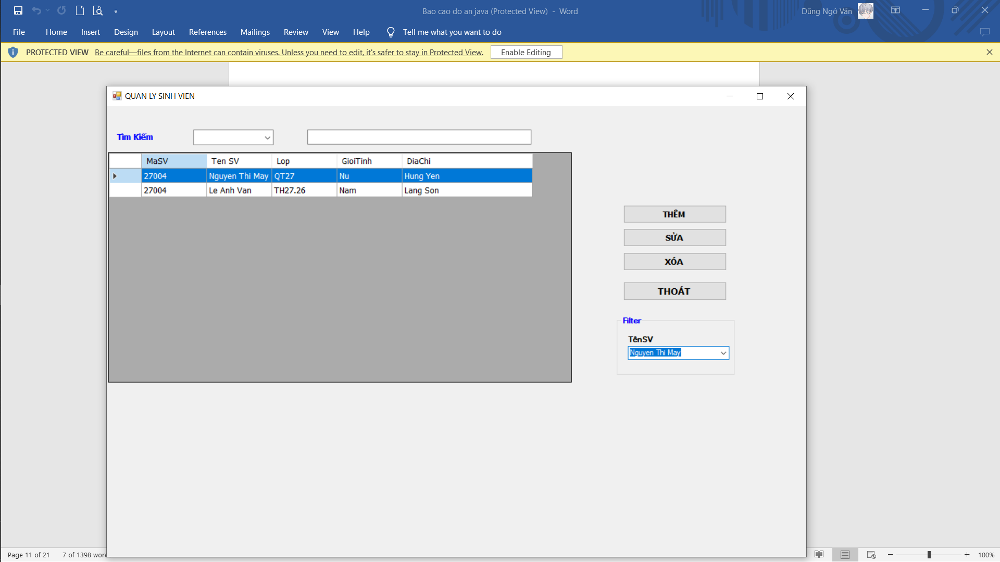 Bao cao do an java (Protected View) - Word
Dũng Ngô Văn
File Home Insert Design Layout References Mailings Review View Help Tell me what you want to do
PROTECTED VIEW Be careful—files from the Internet can contain viruses. Unless you need to edit, it's safer to stay in Protected View. Enable Editing
QUAN LY SINH VIEN
Tìm Kiếm
MaSV Ten SV Lop GioiTinh DiaChi
27004 Nguyen Thi May QT27 Nu Hung Yen
27004 Le Anh Van TH27.26 Nam Lang Son
THÊM
SỬA
XÓA
THOÁT
Filter
TênSV
Nguyen Thi May
Page 11 of 21 7 of 1398  100%